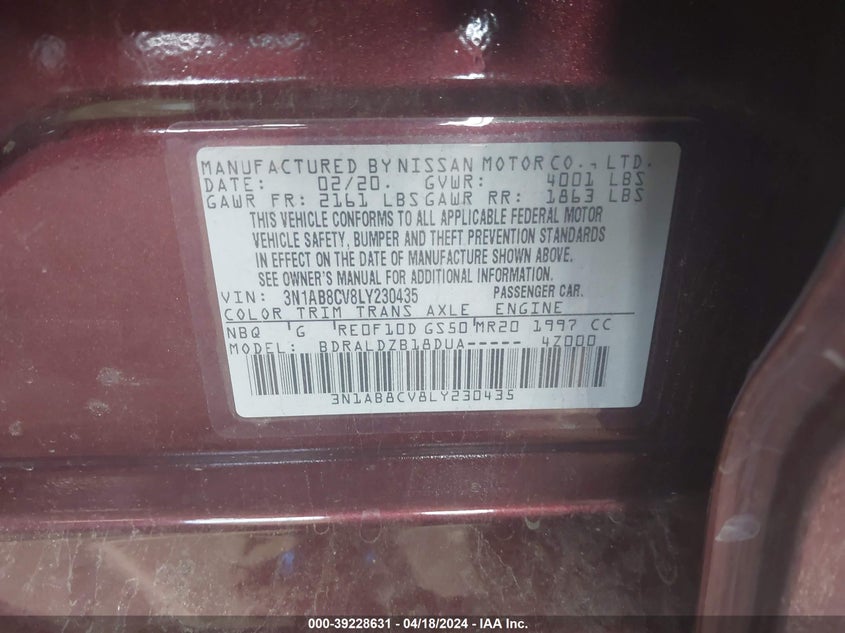 MANUFACTURED BY NISSAN MOTOR CO., LTD.
DATE: 02/20. GVWR: 4001 LBS
GAWR FR: 2161 LBS GAWR RR: 1863 LBS
THIS VEHICLE CONFORMS TO ALL APPLICABLE FEDERAL MOTOR
VEHICLE SAFETY, BUMPER AND THEFT PREVENTION STANDARDS
IN EFFECT ON THE DATE OF MANUFACTURE SHOWN ABOVE.
SEE OWNER'S MANUAL FOR ADDITIONAL INFORMATION.
VIN: 3N1AB8CV8LY230435 PASSENGER CAR.
COLOR TRIM TRANS AXLE ENGINE
NBQ 'G 'RE0F10D GS50'MR20 1997 CC
MODEL: BDRALDZB18DUA----- 4Z000
3N1AB8CV8LY230435
000-39228631 - 04/18/2024 - IAA Inc.